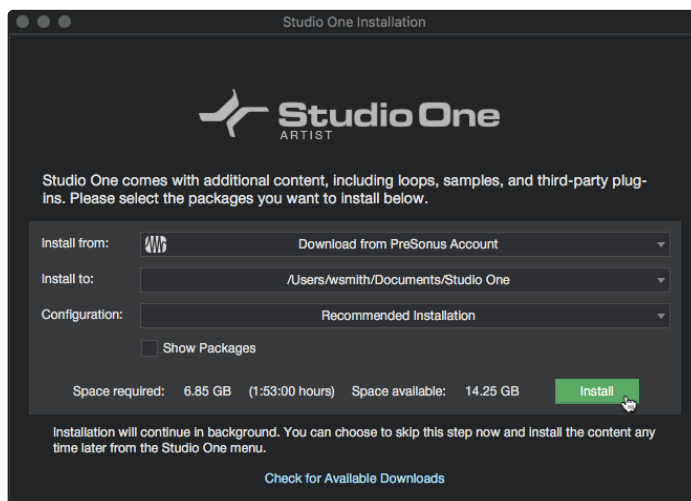 Studio One Installation
Studio One
ARTIST
Studio One comes with additional content, including loops, samples, and third-party plug-
ins. Please select the packages you want to install below.
Install from: Download from PreSonus Account
Install to: /Users/wsmith/Documents/Studio One
Configuration: Recommended Installation
Show Packages
Space required: 6.85 GB (1:53:00 hours) Space available: 14.25 GB Install
Installation will continue in background. You can choose to skip this step now and install the content any
time later from the Studio One menu.
Check for Available Downloads